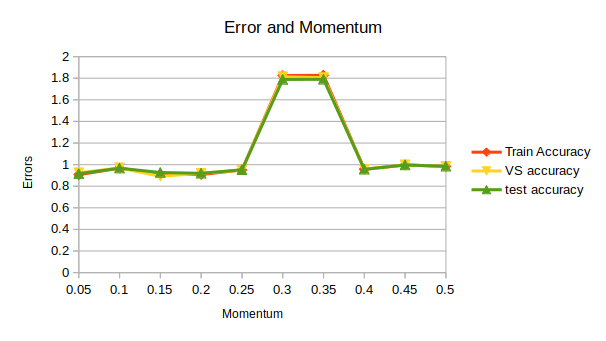 Error and Momentum
2
1.8
1.6
1.4
1.2
1
0.8
0.6
0.4
0.2
0
Errors
0.05 0.1 0.15 0.2 0.25 0.3 0.35 0.4 0.45 0.5
Momentum
Train Accuracy
VS accuracy
test accuracy